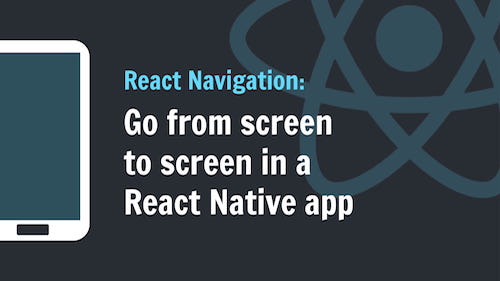 React Navigation:
Go from screen
to screen in a
React Native app